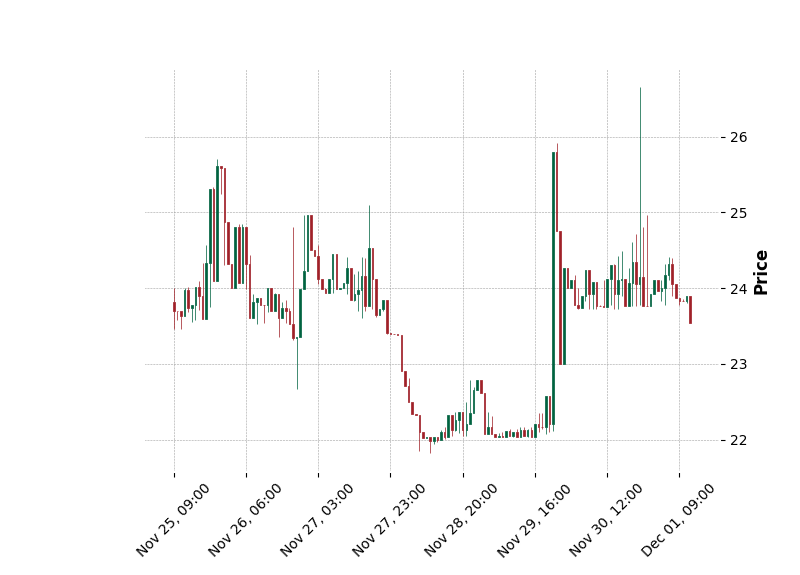 26
25
24
23
22
Price
Nov 25, 09:00
Nov 26, 06:00
Nov 27, 03:00
Nov 27, 23:00
Nov 28, 20:00
Nov 29, 16:00
Nov 30, 12:00
Dec 01, 09:00